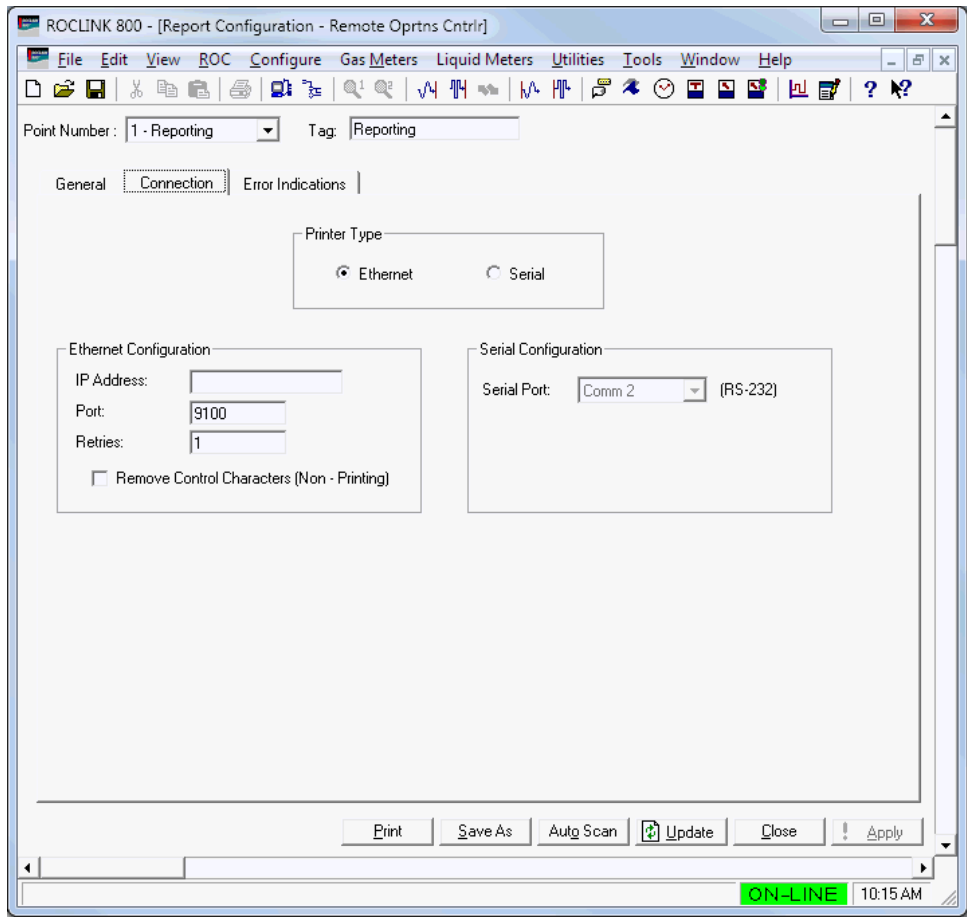 ROCLINK 800 - [Report Configuration - Remote Oprtns Cntrlr]
File Edit View ROC Configure Gas Meters Liquid Meters Utilities Tools Window Help
Point Number : 1 - Reporting Tag: Reporting
General Connection Error Indications
Printer Type
Ethernet Serial
Ethernet Configuration Serial Configuration
IP Address: Serial Port: Comm 2 (RS-232)
Port: 9100
Retries: 1
Remove Control Characters (Non - Printing)
Print Save As Auto Scan Update Close ! Apply
ON-LINE 10:15 AM